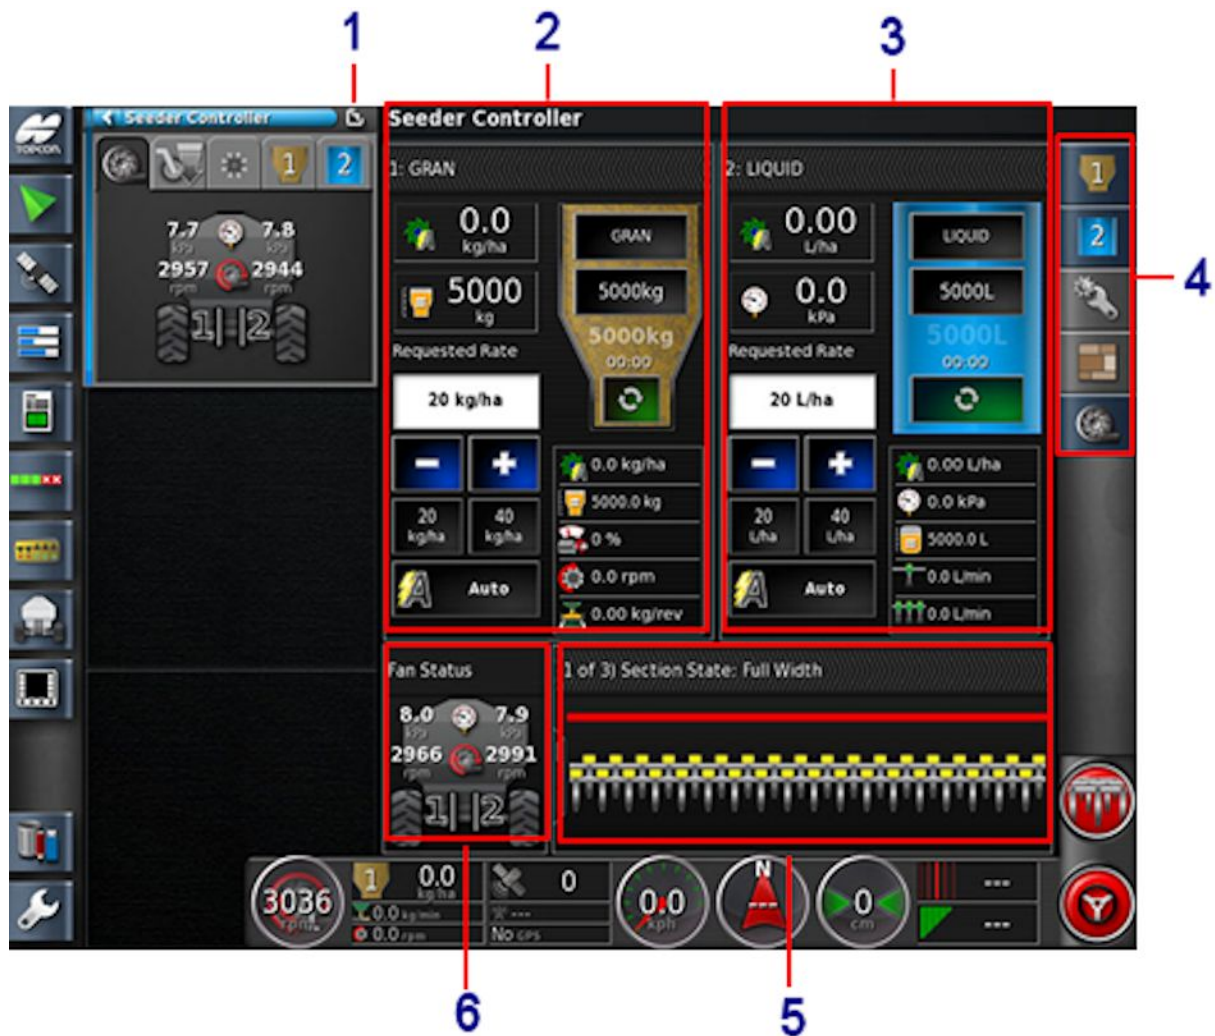 1
2
3
TOPCON
Seeder Controller
Seeder Controller
1
2
7.7
kPa
7.8
kPa
2957
rpm
2944
rpm
1 2
1: GRAN
0.0
kg/ha
5000
kg
GRAN
5000kg
5000kg
00:00
Requested Rate
20 kg/ha
20
kg/ha
40
kg/ha
Auto
0.0 kg/ha
5000.0 kg
0 %
0.0 rpm
0.00 kg/rev
2: LIQUID
0.00
L/ha
0.0
kPa
LIQUID
5000L
5000L
00:00
Requested Rate
20 L/ha
20
L/ha
40
L/ha
Auto
0.00 L/ha
0.0 kPa
5000.0 L
0.0 L/min
0.0 L/min
1
2
4
Fan Status
8.0
kPa
7.9
kPa
2966
rpm
2991
rpm
1 2
1 of 3) Section State: Full Width
3036
rpm
1
0.0
kg/ha
0.0 kg/min
0.0 rpm
0
---
No GPS
0.0
kph
N
---
0
cm
---
---
6
5